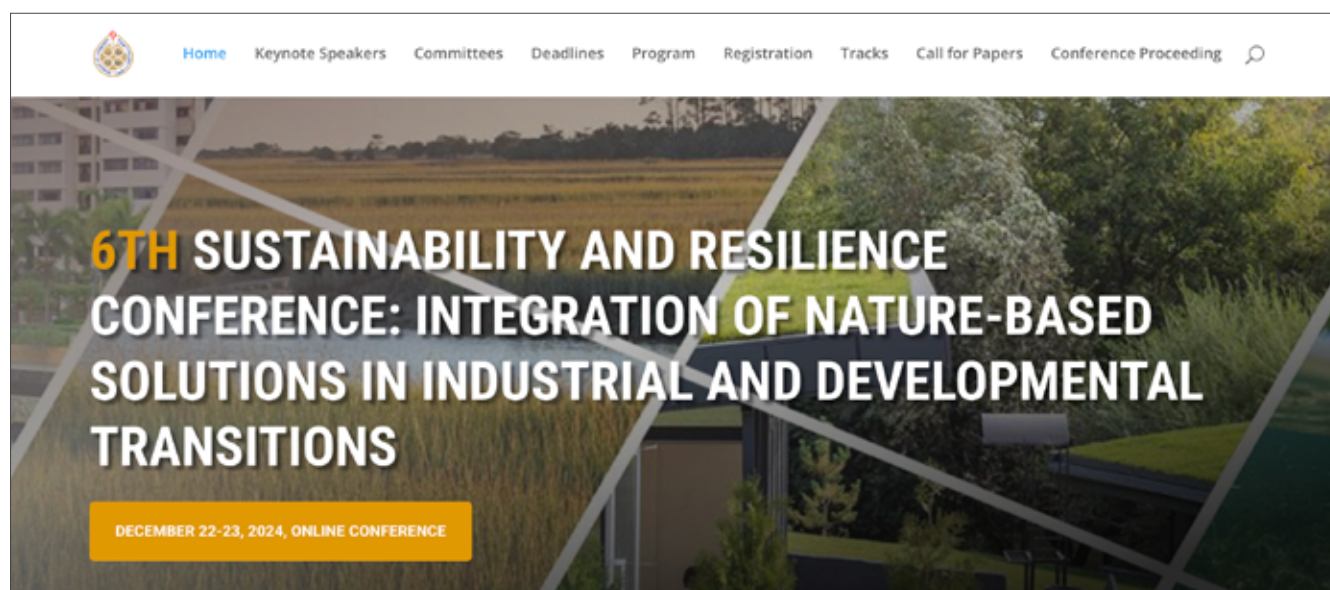 Home Keynote Speakers Committees Deadlines Program Registration Tracks Call for Papers Conference Proceeding
6TH SUSTAINABILITY AND RESILIENCE
CONFERENCE: INTEGRATION OF NATURE-BASED
SOLUTIONS IN INDUSTRIAL AND DEVELOPMENTAL
TRANSITIONS
DECEMBER 22-23, 2024, ONLINE CONFERENCE